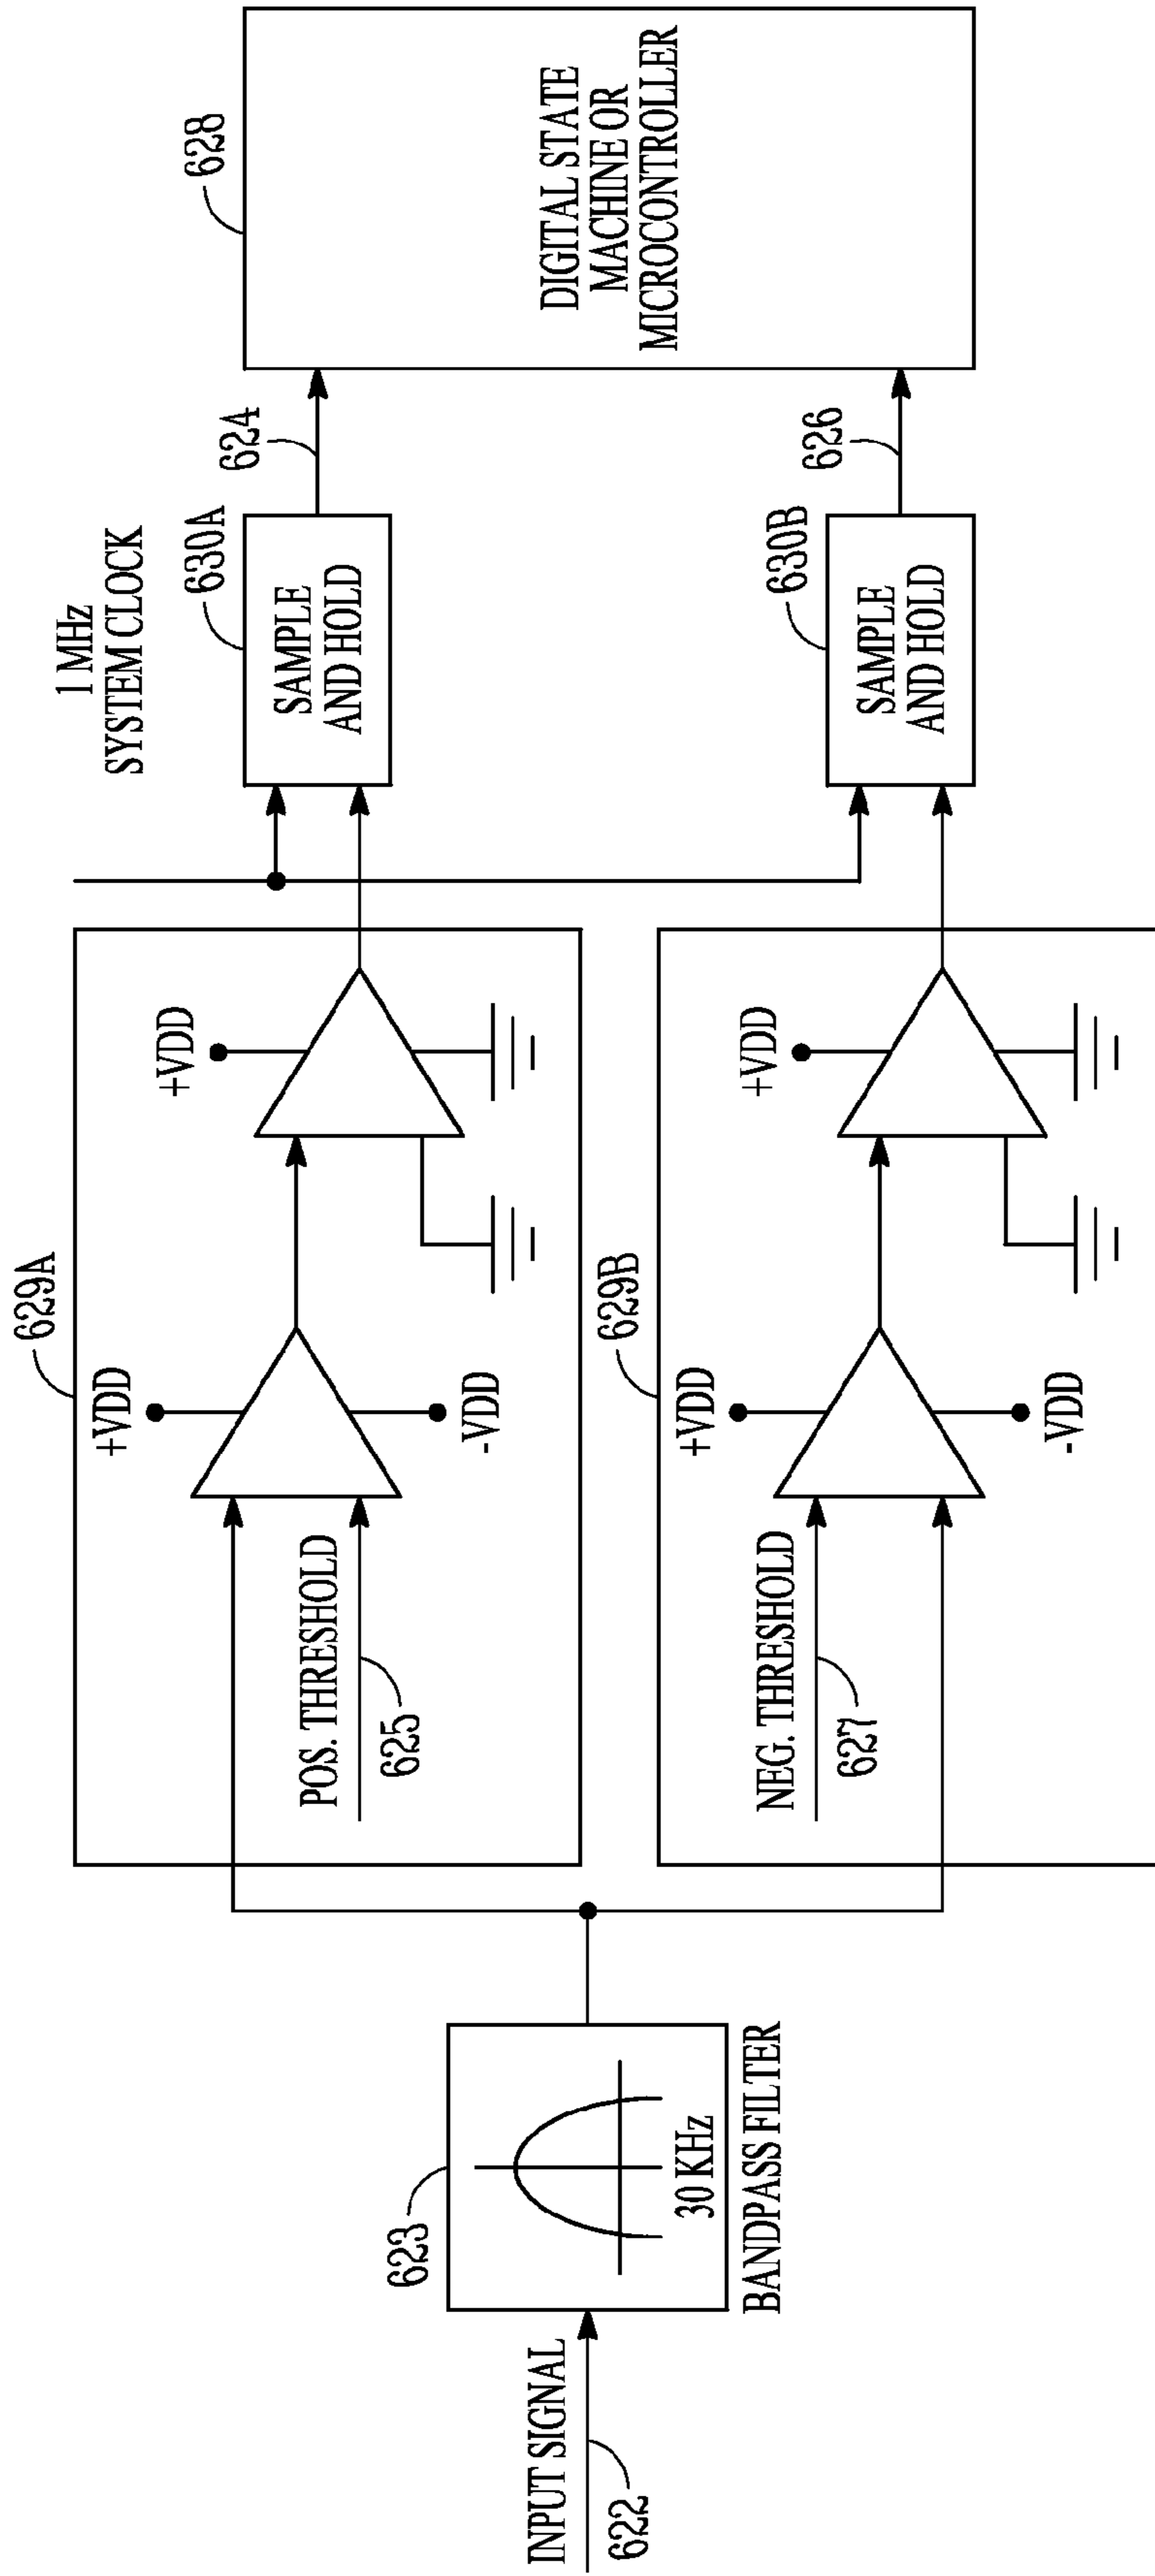 INPUT SIGNAL
622
623
30 KHz
BANDPASS FILTER
629A
+VDD
POS. THRESHOLD
625
-VDD
+VDD
629B
+VDD
NEG. THRESHOLD
627
-VDD
+VDD
1 MHz
SYSTEM CLOCK
630A
SAMPLE
AND HOLD
624
630B
SAMPLE
AND HOLD
626
628
DIGITAL STATE
MACHINE OR
MICROCONTROLLER